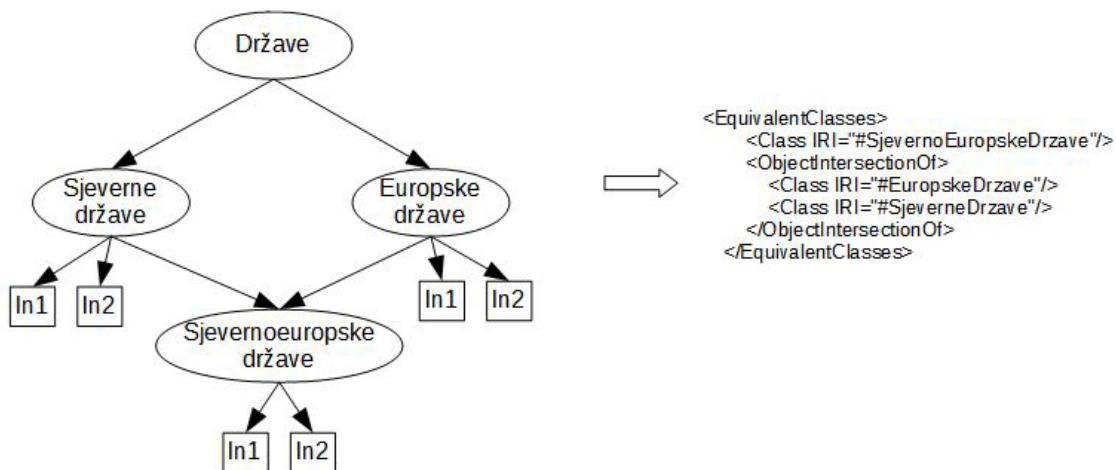 Države
Sjeverne
države
Europske
države
In1
In2
In1
In2
Sjevernoeuropske
države
In1
In2
<EquivalentClasses>
<Class IRI="#SjevernoEuropskeDrzave"/>
<ObjectIntersectionOf>
<Class IRI="#EuropskeDrzave"/>
<Class IRI="#SjeverneDrzave"/>
</ObjectIntersectionOf>
</EquivalentClasses>